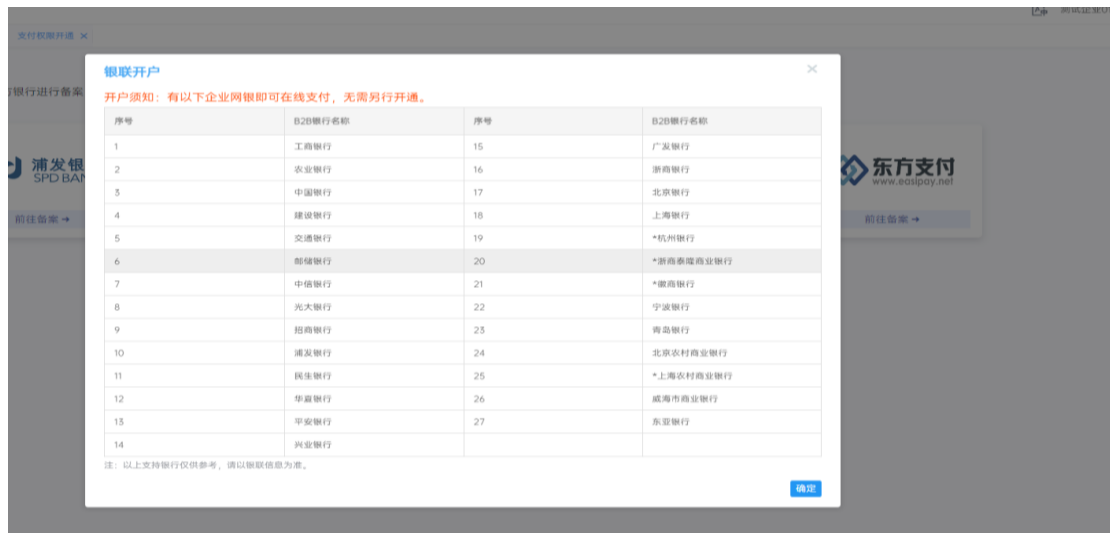 支付权限开通 ×
银行进行备案
浦发银
SPD BAN
前往备案 →
东方支付
www.easipay.net
前往备案 →
银联开户
×
开户须知：有以下企业网银即可在线支付，无需另行开通。
序号 B2B银行名称 序号 B2B银行名称
1 工商银行 15 广发银行
2 农业银行 16 浙商银行
3 中国银行 17 北京银行
4 建设银行 18 上海银行
5 交通银行 19 *杭州银行
6 邮储银行 20 *浙商泰隆商业银行
7 中信银行 21 *徽商银行
8 光大银行 22 宁波银行
9 招商银行 23 青岛银行
10 浦发银行 24 北京农村商业银行
11 民生银行 25 *上海农村商业银行
12 华夏银行 26 威海市商业银行
13 平安银行 27 东亚银行
14 兴业银行
注：以上支持银行仅供参考，请以银联信息为准。
确定